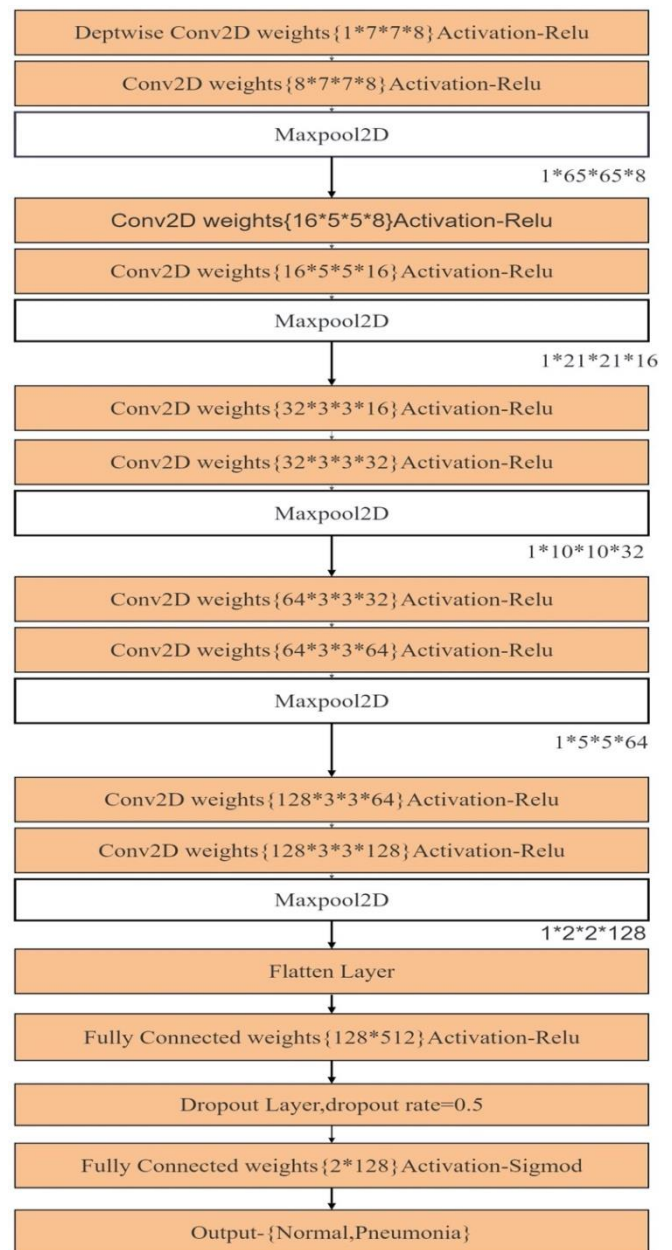 Deptwise Conv2D weights{1*7*7*8}Activation-Relu
Conv2D weights{8*7*7*8}Activation-Relu
Maxpool2D
1*65*65*8
Conv2D weights{16*5*5*8}Activation-Relu
Conv2D weights{16*5*5*16}Activation-Relu
Maxpool2D
1*21*21*16
Conv2D weights{32*3*3*16}Activation-Relu
Conv2D weights{32*3*3*32}Activation-Relu
Maxpool2D
1*10*10*32
Conv2D weights{64*3*3*32}Activation-Relu
Conv2D weights{64*3*3*64}Activation-Relu
Maxpool2D
1*5*5*64
Conv2D weights{128*3*3*64}Activation-Relu
Conv2D weights{128*3*3*128}Activation-Relu
Maxpool2D
1*2*2*128
Flatten Layer
Fully Connected weights{128*512}Activation-Relu
Dropout Layer,dropout rate=0.5
Fully Connected weights{2*128}Activation-Sigmod
Output-{Normal,Pneumonia}